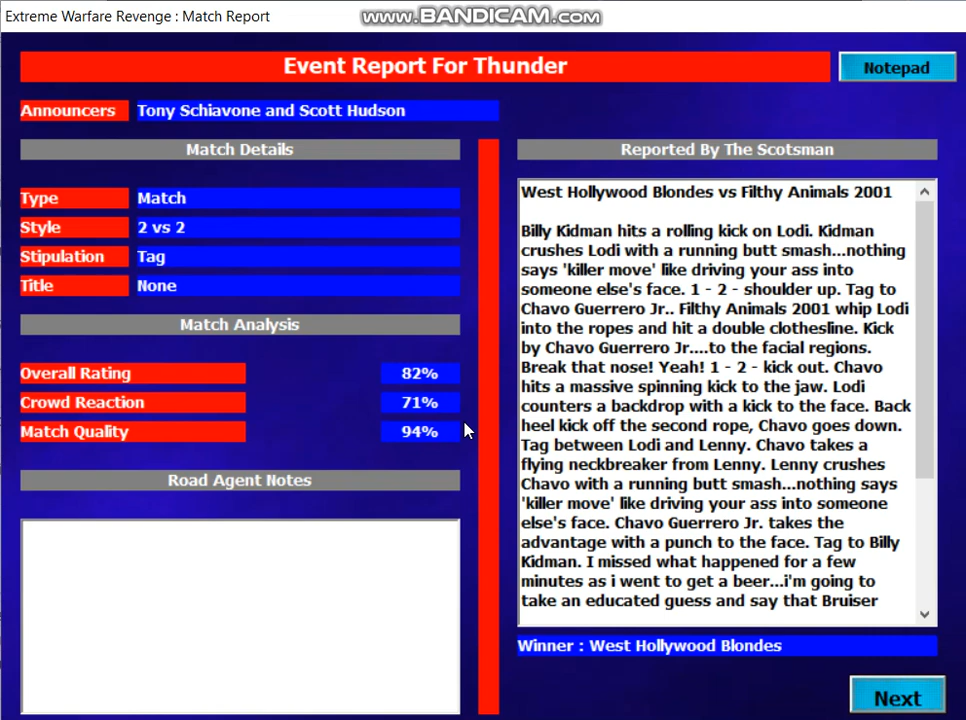 Extreme Warfare Revenge : Match Report
www.BANDICAM.com
Event Report For Thunder
Notepad
Announcers
Tony Schiavone and Scott Hudson
Match Details
Type
Match
Style
2 vs 2
Stipulation
Tag
Title
None
Match Analysis
Overall Rating
82%
Crowd Reaction
71%
Match Quality
94%
Road Agent Notes
Reported By The Scotsman
West Hollywood Blondes vs Filthy Animals 2001
Billy Kidman hits a rolling kick on Lodi. Kidman
crushes Lodi with a running butt smash...nothing
says 'killer move' like driving your ass into
someone else's face. 1 - 2 - shoulder up. Tag to
Chavo Guerrero Jr.. Filthy Animals 2001 whip Lodi
into the ropes and hit a double clothesline. Kick
by Chavo Guerrero Jr....to the facial regions.
Break that nose! Yeah! 1 - 2 - kick out. Chavo
hits a massive spinning kick to the jaw. Lodi
counters a backdrop with a kick to the face. Back
heel kick off the second rope, Chavo goes down.
Tag between Lodi and Lenny. Chavo takes a
flying neckbreaker from Lenny. Lenny crushes
Chavo with a running butt smash...nothing says
'killer move' like driving your ass into someone
else's face. Chavo Guerrero Jr. takes the
advantage with a punch to the face. Tag to Billy
Kidman. I missed what happened for a few
minutes as i went to get a beer...i'm going to
take an educated guess and say that Bruiser
Winner : West Hollywood Blondes
Next